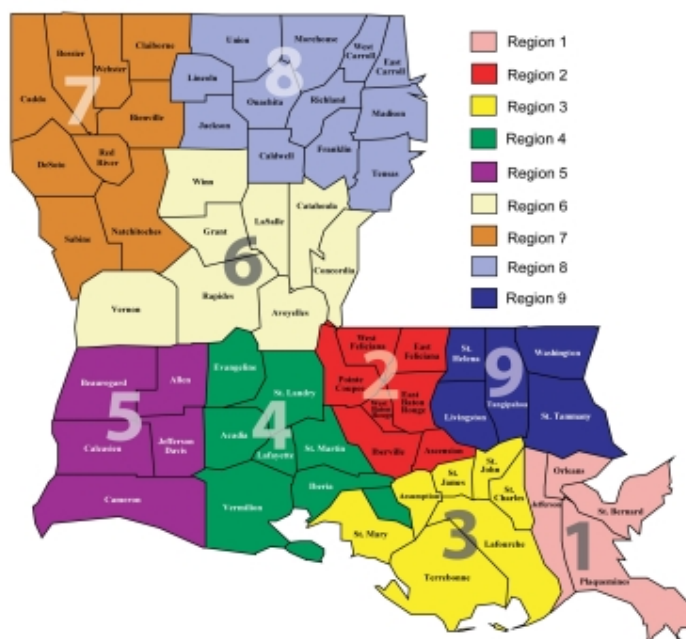 Region 1
Region 2
Region 3
Region 4
Region 5
Region 6
Region 7
Region 8
Region 9
7
Caddo
Bossier
Webster
Claiborne
Bienville
DeSoto
Red
River
Sabine
Natchitoches
8
Union
Morehouse
West
Carroll
East
Carroll
Lincoln
Ouachita
Richland
Madison
Jackson
Caldwell
Franklin
Tensas
6
Winn
Grant
LaSalle
Catahoula
Concordia
Vernon
Rapides
Avoyelles
5
Beauregard
Allen
Calcasieu
Jefferson
Davis
Cameron
4
Evangeline
St. Landry
Acadia
Lafayette
St. Martin
Iberia
Vermilion
2
West
Feliciana
East
Feliciana
Pointe
Coupee
West
Baton
Rouge
East
Baton
Rouge
Iberville
Ascension
9
St.
Helena
Tangipahoa
Washington
Livingston
St. Tammany
3
Assumption
St.
James
St.
John
St.
Charles
St. Mary
Lafourche
Terrebonne
1
Orleans
Jefferson
St. Bernard
Plaquemines